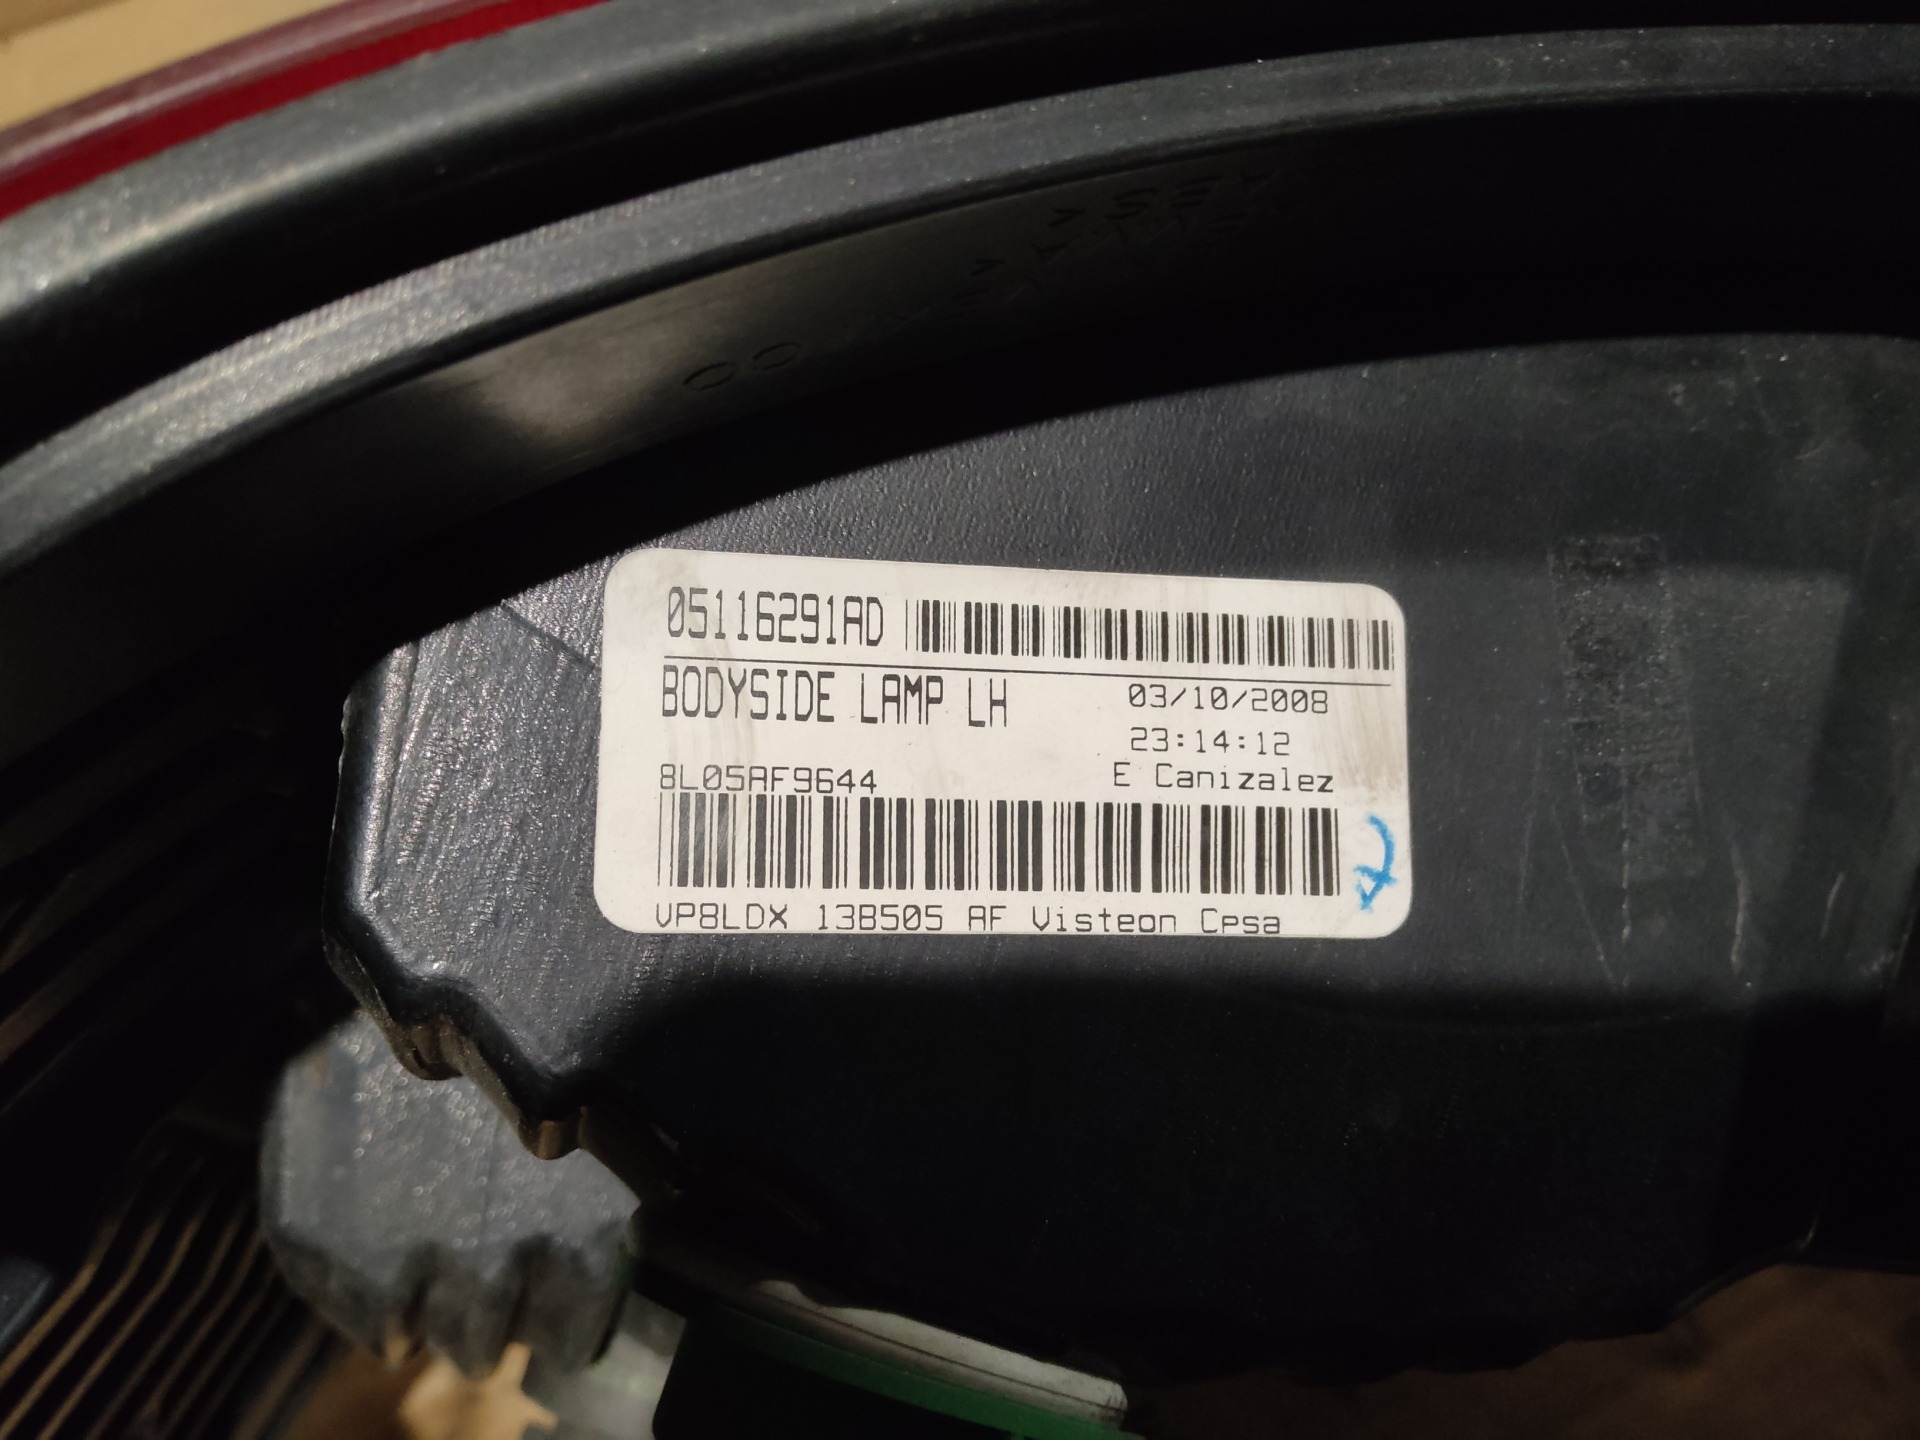 05116291AD
BODYSIDE LAMP LH
03/10/2008
23:14:12
8L05AF9644
E Canizalez
VP8LDX 13B505 AF Visteon Cpsa